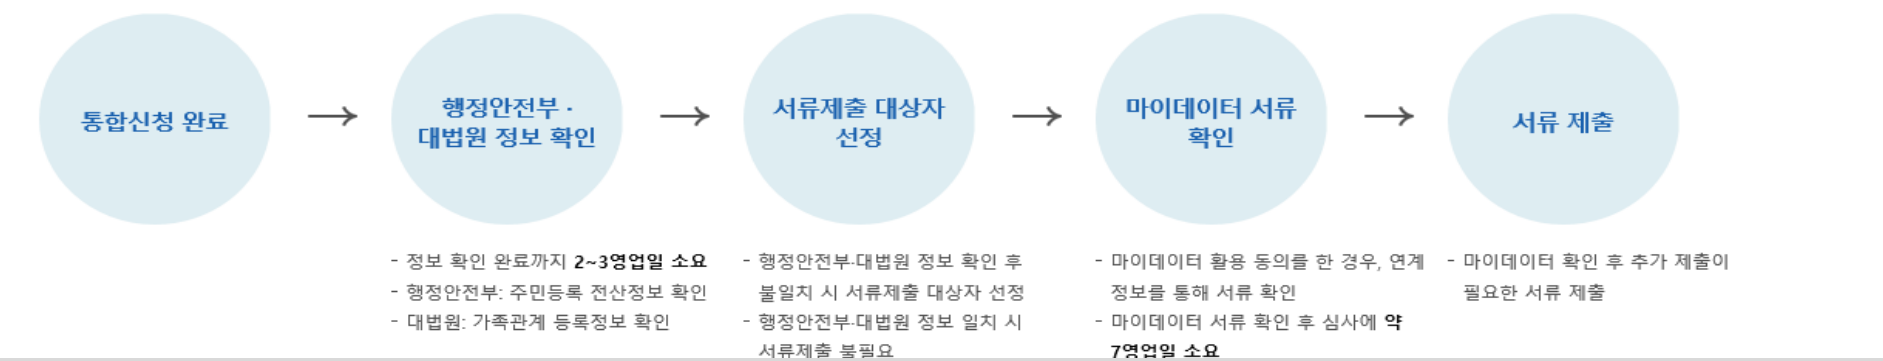 통합신청 완료
→
행정안전부 ·
대법원 정보 확인
→
서류제출 대상자
선정
→
마이데이터 서류
확인
→
서류 제출
- 정보 확인 완료까지 2~3영업일 소요
- 행정안전부: 주민등록 전산정보 확인
- 대법원: 가족관계 등록정보 확인
- 행정안전부·대법원 정보 확인 후
불일치 시 서류제출 대상자 선정
- 행정안전부·대법원 정보 일치 시
서류제출 불필요
- 마이데이터 활용 동의를 한 경우, 연계
정보를 통해 서류 확인
- 마이데이터 서류 확인 후 심사에 약
7영업일 소요
- 마이데이터 확인 후 추가 제출이
필요한 서류 제출